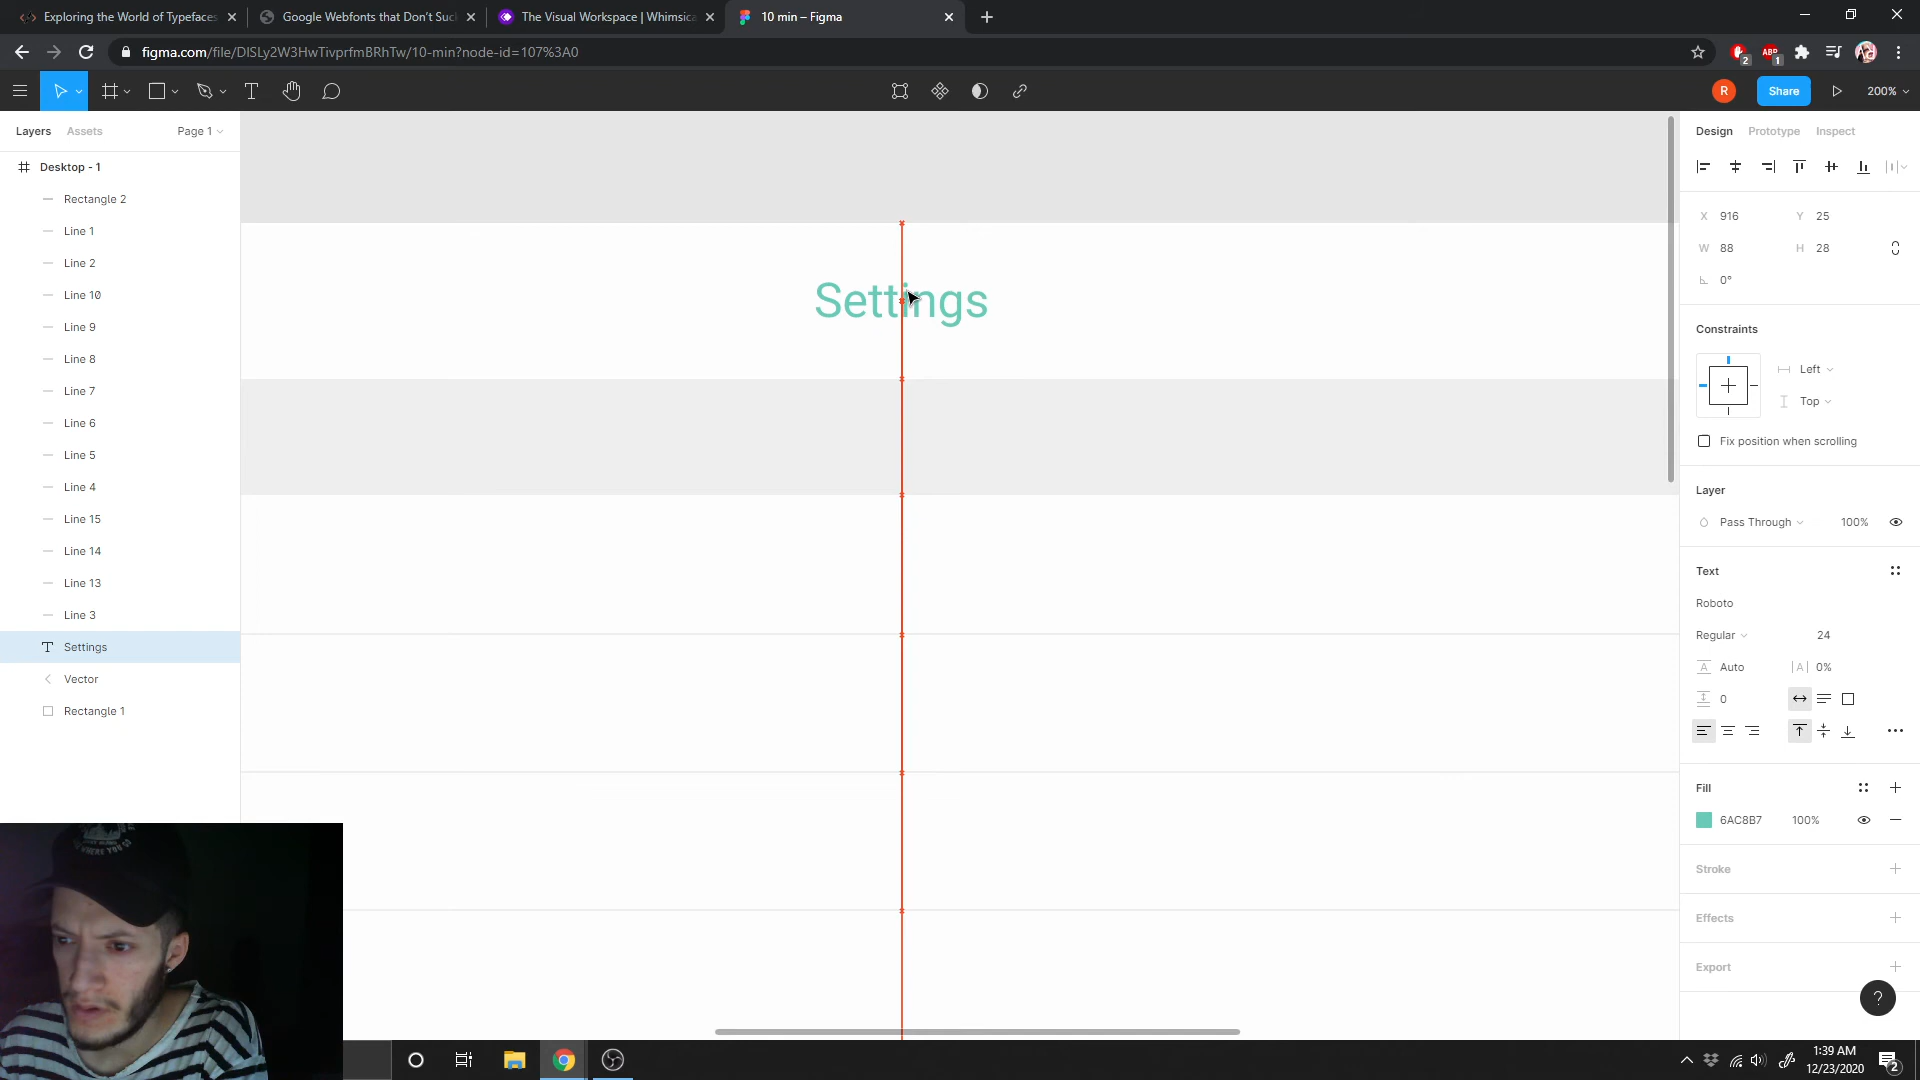 Exploring the World of Typefaces
Google Webfonts that Don't Suc
The Visual Workspace | Whimsica
10 min – Figma
figma.com/file/DlSLy2W3HwTivprfmBRhTw/10-min?node-id=107%3A0
2
ABP
1
R
Share
200%
Layers
Assets
Page 1
Desktop - 1
Rectangle 2
Line 1
Line 2
Line 10
Line 9
Line 8
Line 7
Line 6
Line 5
Line 4
Line 15
Line 14
Line 13
Line 3
Settings
Vector
Rectangle 1
Settings
Design
Prototype
Inspect
X 916
Y 25
W 88
H 28
0°
Constraints
Left
Top
Fix position when scrolling
Layer
Pass Through
100%
Text
Roboto
Regular
24
A Auto
|A| 0%
0
Fill
6AC8B7
100%
Stroke
Effects
Export
?
1:39 AM
12/23/2020
2